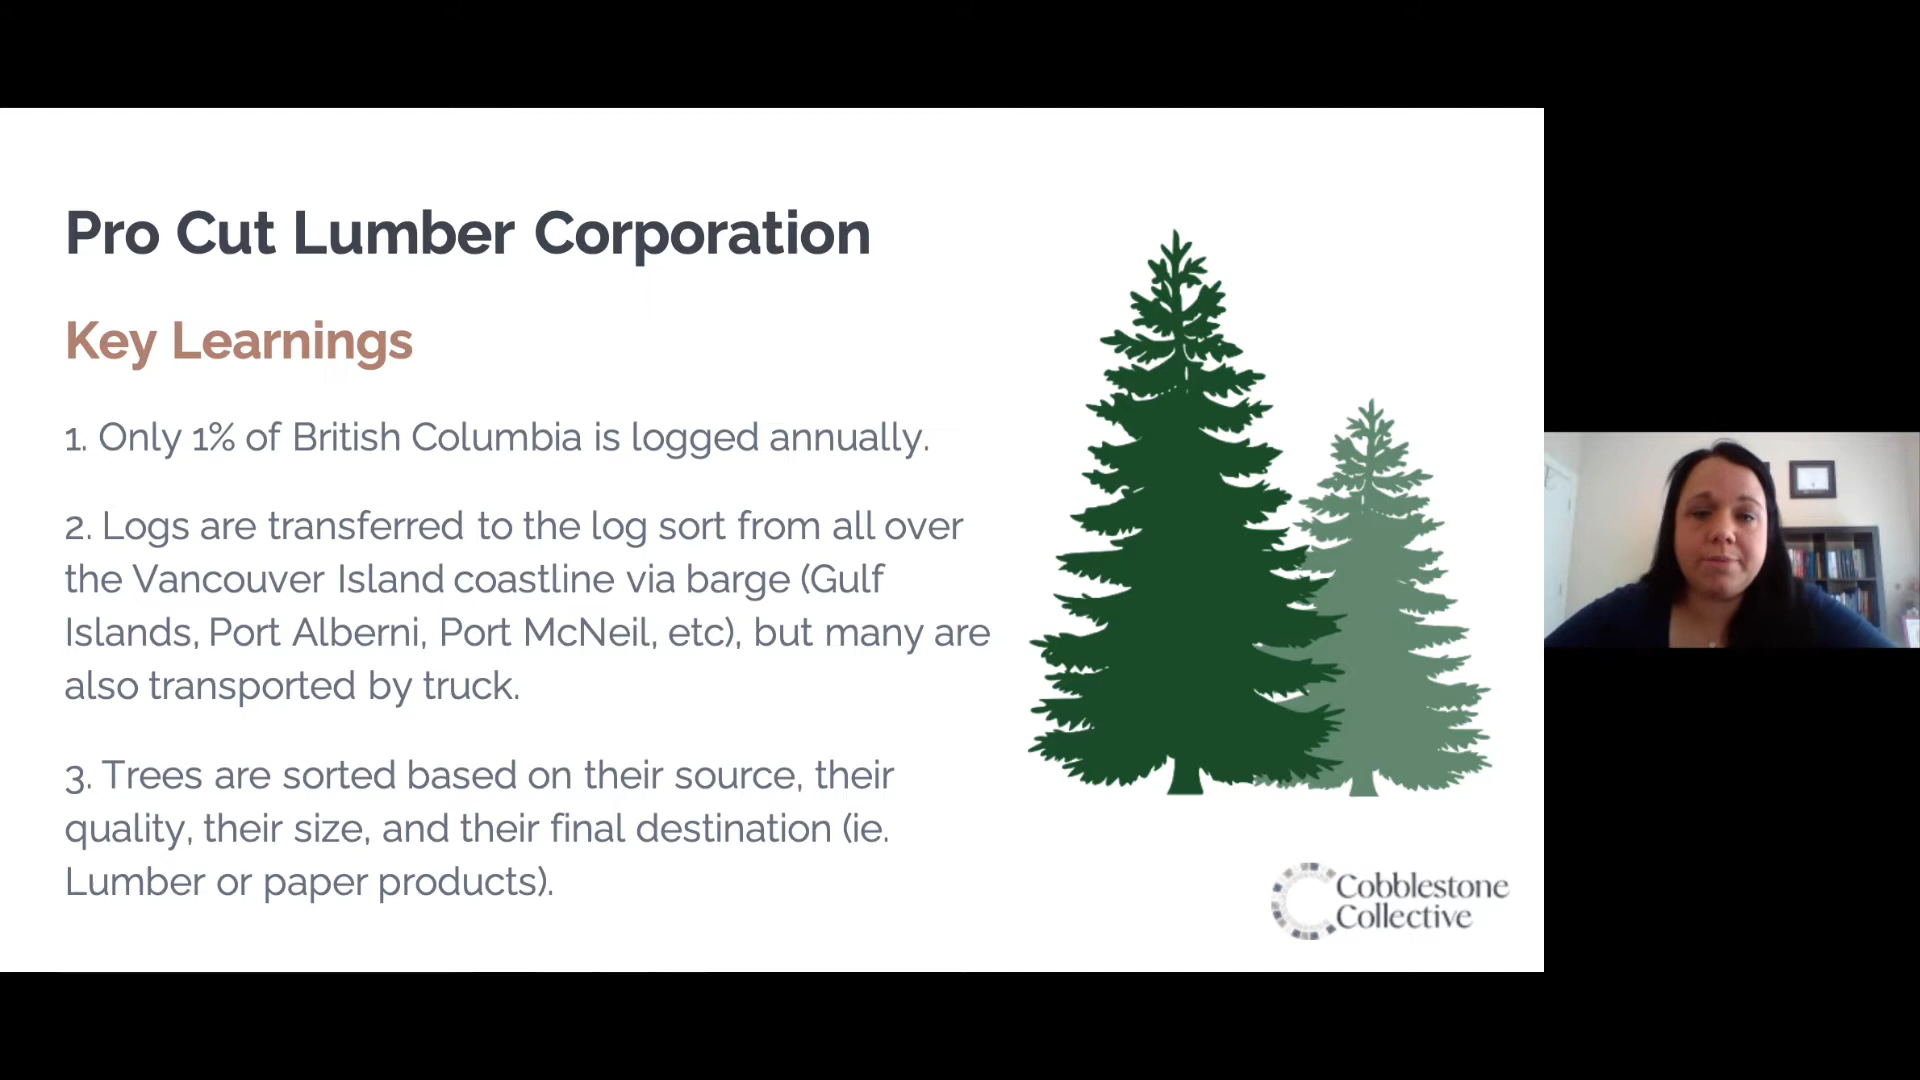 Pro Cut Lumber Corporation
Key Learnings
1. Only 1% of British Columbia is logged annually.
2. Logs are transferred to the log sort from all over
the Vancouver Island coastline via barge (Gulf
Islands, Port Alberni, Port McNeil, etc), but many are
also transported by truck.
3. Trees are sorted based on their source, their
quality, their size, and their final destination (ie.
Lumber or paper products).
Cobblestone
Collective